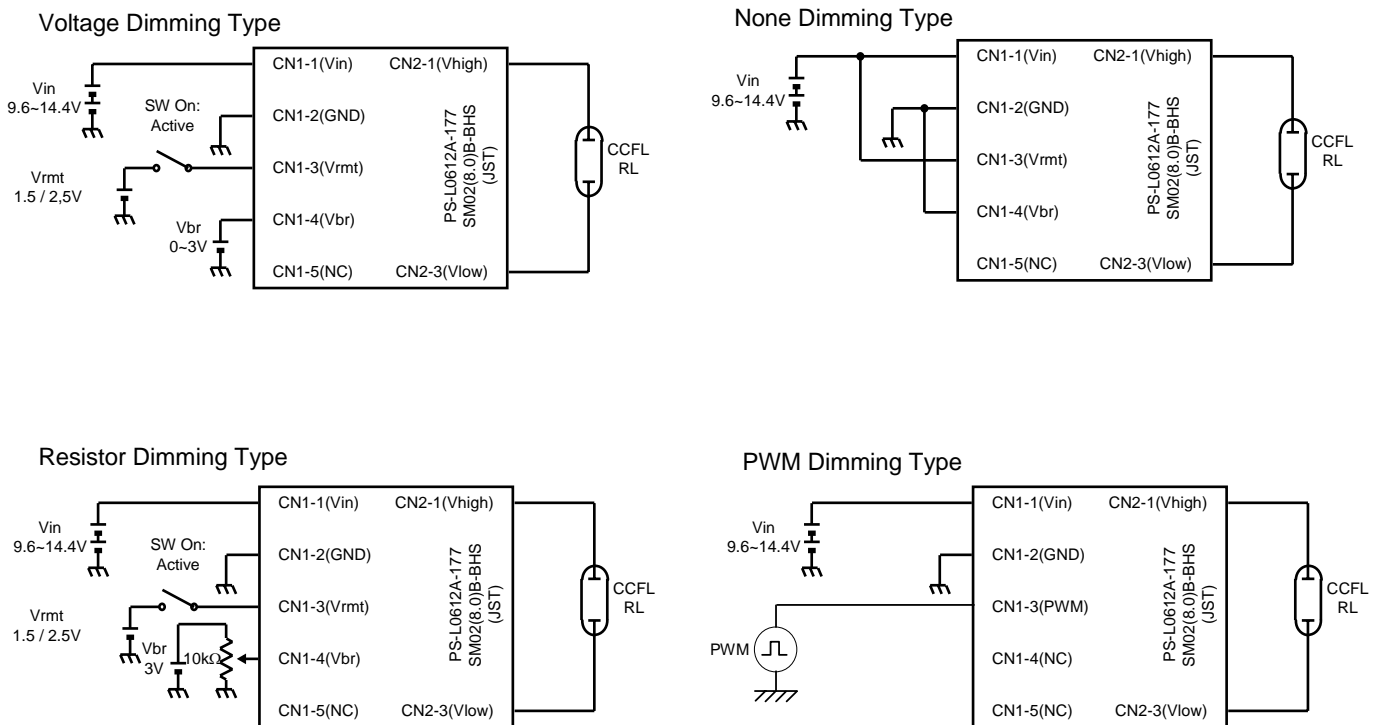 Voltage Dimming Type
Vin
9.6~14.4V
SW On:
Active
Vrmt
1.5 / 2,5V
Vbr
0~3V
CN1-1(Vin)
CN2-1(Vhigh)
CN1-2(GND)
CN1-3(Vrmt)
CN1-4(Vbr)
CN1-5(NC)
CN2-3(Vlow)
PS-L0612A-177
SM02(8.0)B-BHS
(JST)
CCFL
RL
None Dimming Type
Vin
9.6~14.4V
CN1-1(Vin)
CN2-1(Vhigh)
CN1-2(GND)
CN1-3(Vrmt)
CN1-4(Vbr)
CN1-5(NC)
CN2-3(Vlow)
PS-L0612A-177
SM02(8.0)B-BHS
(JST)
CCFL
RL
Resistor Dimming Type
Vin
9.6~14.4V
SW On:
Active
Vrmt
1.5 / 2.5V
Vbr
3V
10kΩ
CN1-1(Vin)
CN2-1(Vhigh)
CN1-2(GND)
CN1-3(Vrmt)
CN1-4(Vbr)
CN1-5(NC)
CN2-3(Vlow)
PS-L0612A-177
SM02(8.0)B-BHS
(JST)
CCFL
RL
PWM Dimming Type
Vin
9.6~14.4V
PWM
CN1-1(Vin)
CN2-1(Vhigh)
CN1-2(GND)
CN1-3(PWM)
CN1-4(NC)
CN1-5(NC)
CN2-3(Vlow)
PS-L0612A-177
SM02(8.0)B-BHS
(JST)
CCFL
RL